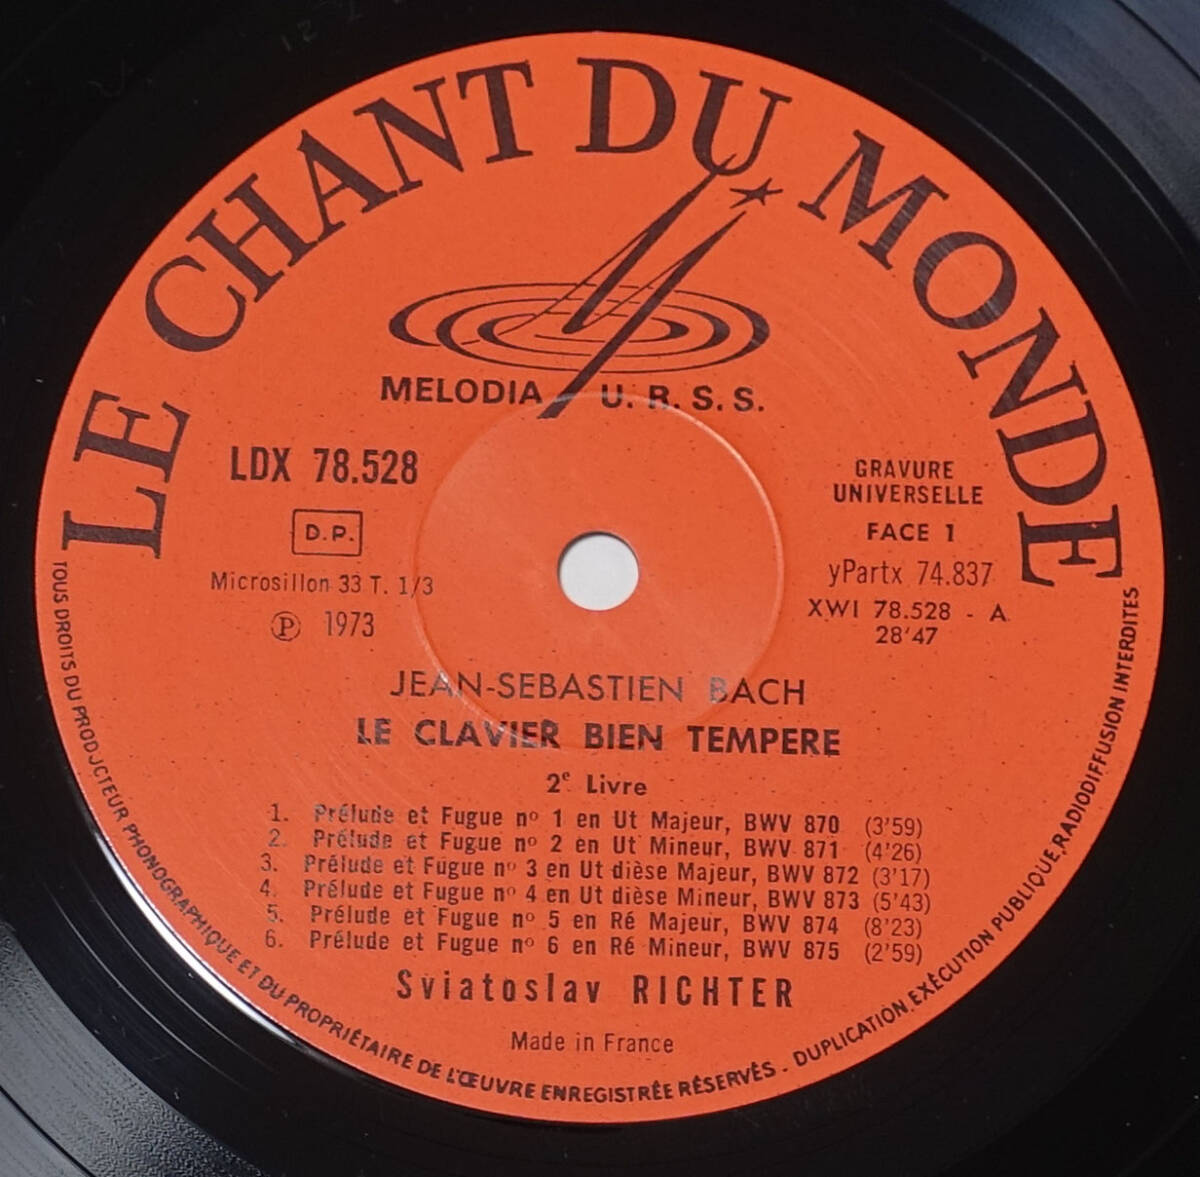 LE CHANT DU MONDE
MELODIA U. R. S. S.
LDX 78.528
D.P.
Microsillon 33 T. 1/3
Ⓟ 1973
GRAVURE
UNIVERSELLE
FACE 1
yPartx 74.837
XWI 78.528 - A
28'47
JEAN-SEBASTIEN BACH
LE CLAVIER BIEN TEMPERE
2e Livre
1. Prélude et Fugue no 1 en Ut Majeur, BWV 870 (3'59)
2. Prélude et Fugue no 2 en Ut Mineur, BWV 871 (4'26)
3. Prélude et Fugue no 3 en Ut dièse Majeur, BWV 872 (3'17)
4. Prélude et Fugue no 4 en Ut dièse Mineur, BWV 873 (5'43)
5. Prélude et Fugue no 5 en Ré Majeur, BWV 874 (8'23)
6. Prélude et Fugue no 6 en Ré Mineur, BWV 875 (2'59)
Sviatoslav RICHTER
Made in France
TOUS DROITS DU PRODUCTEUR PHONOGRAPHIQUE ET DU PROPRIÉTAIRE DE L'ŒUVRE ENREGISTRÉE RÉSERVÉS - DUPLICATION, EXÉCUTION PUBLIQUE, RADIODIFFUSION INTERDITES